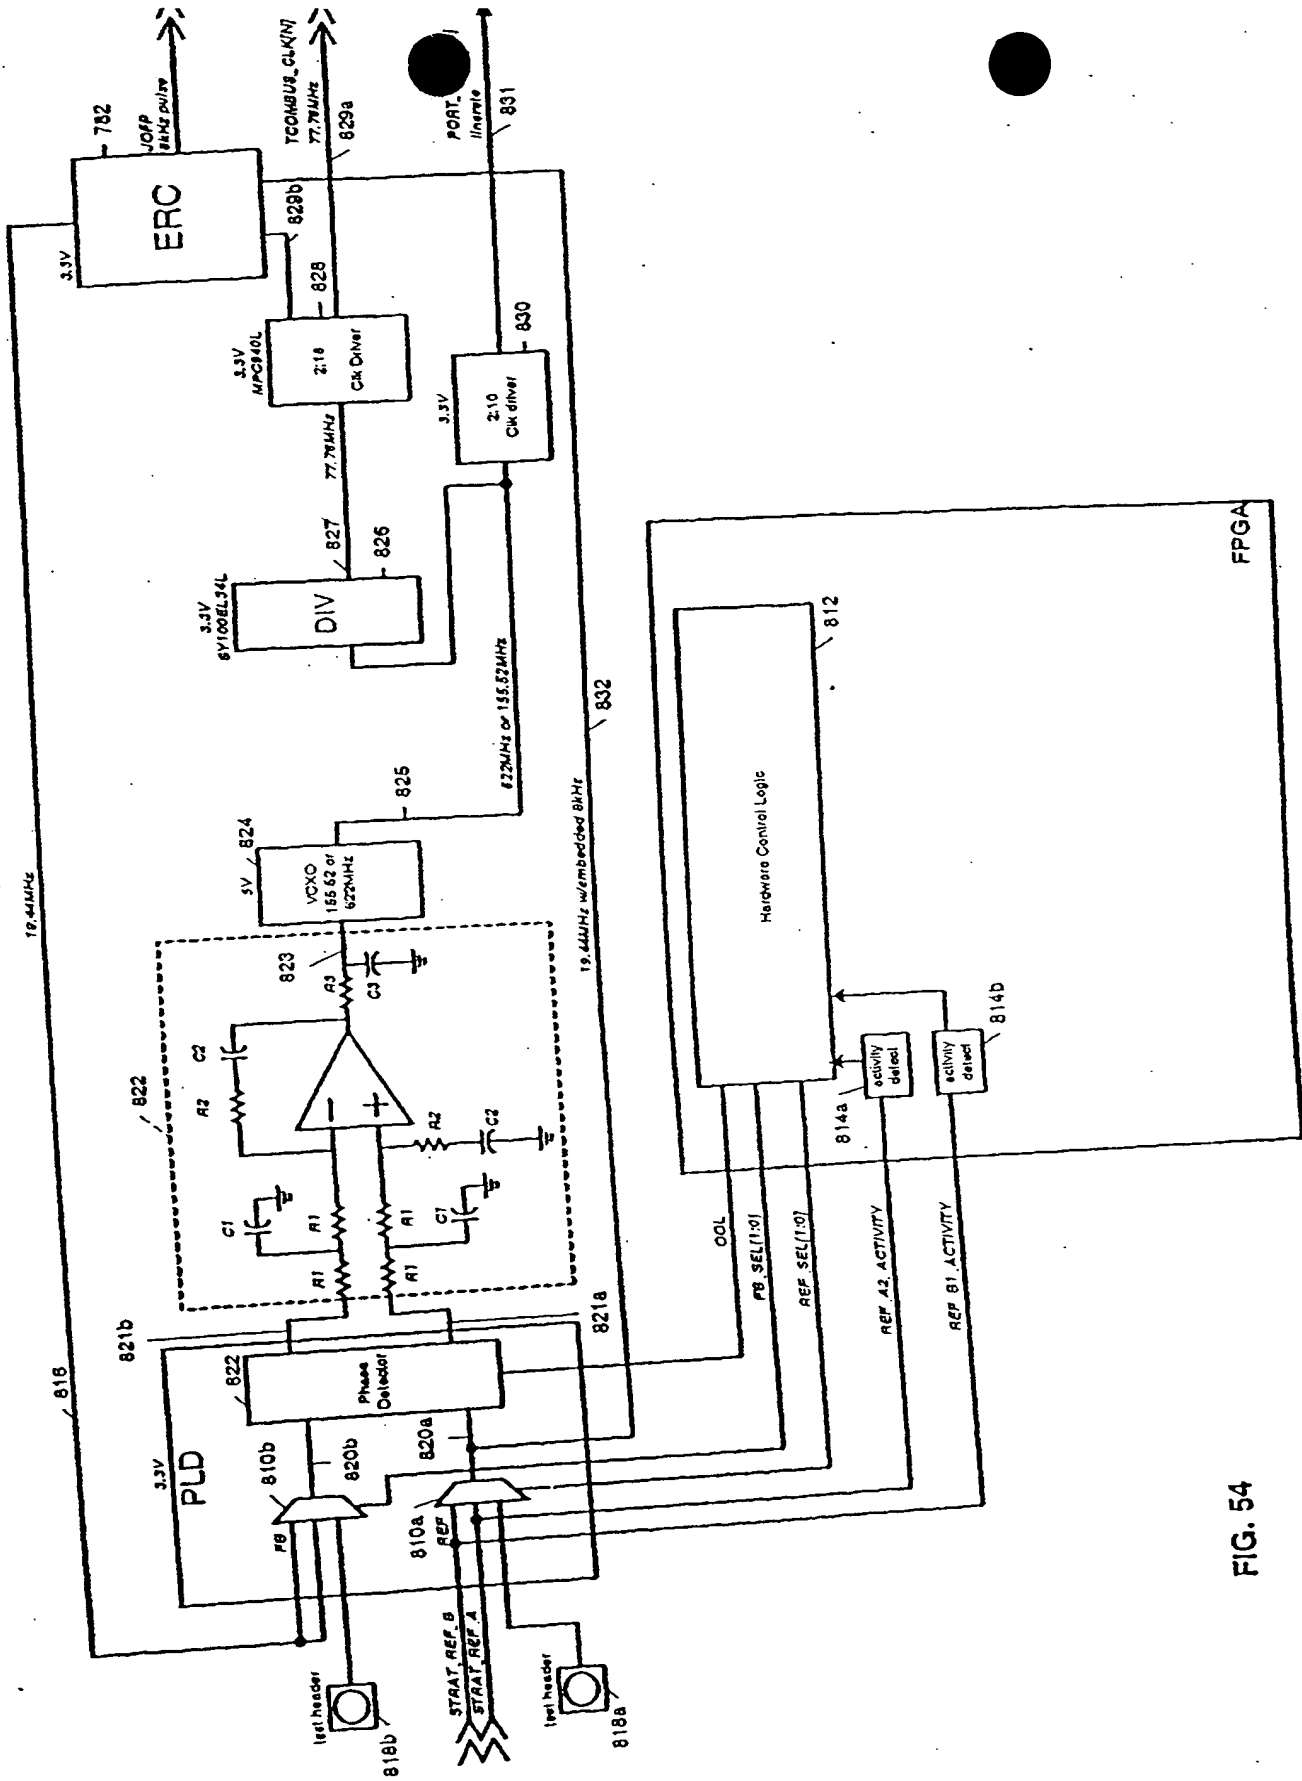 19.44MHz
816
3.3V
ERC
782
JOFP
8kHz pulse
829b
TCOMBUS_CLK[N]
77.76MHz
829a
PORT_
linerate
831
3.3V
MPC940L
2:18
Clk Driver
828
3.3V
2:10
Clk driver
830
77.76MHz
827
826
3.3V
SY100EL34L
DIV
622MHz or 155.52MHz
825
5V
824
VCXO
155.52 or
622MHz
823
R3
C3
822
C2
R2
R2
C2
C1
R1
R1
R1
R1
C1
19.44MHz w/embedded 8kHz
832
821b
821a
3.3V
PLD
822
Phase
Detector
810b
820b
820a
FB
810a
REF
test header
818b
STRAT_REF_B
STRAT_REF_A
test header
818a
OOL
FB_SEL[1:0]
REF_SEL[1:0]
REF_A2_ACTIVITY
REF_B1_ACTIVITY
Hardware Control Logic
812
814a
activity
detect
activity
detect
814b
FPGA
FIG. 54